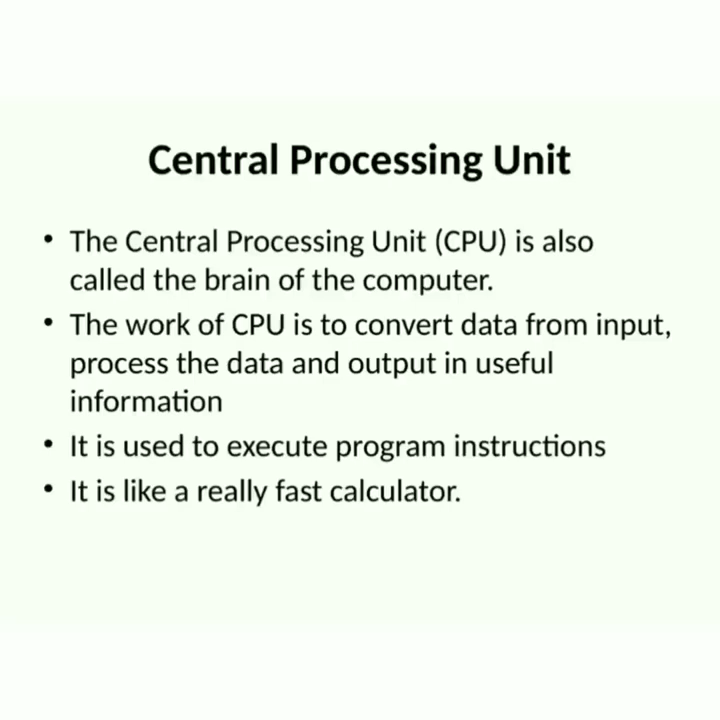 Central Processing Unit
• The Central Processing Unit (CPU) is also
called the brain of the computer.
• The work of CPU is to convert data from input,
process the data and output in useful
information
• It is used to execute program instructions
• It is like a really fast calculator.